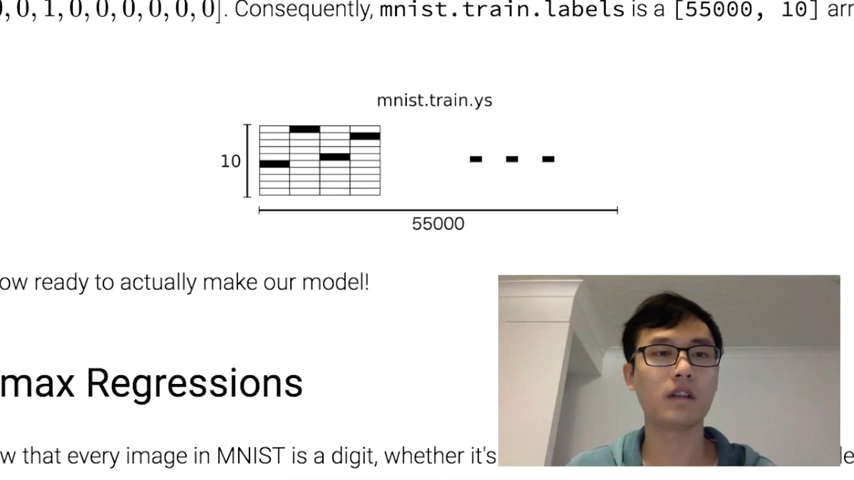 0, 0, 1, 0, 0, 0, 0, 0, 0]. Consequently, mnist.train.labels is a [55000, 10] arr
mnist.train.ys
10
55000
ow ready to actually make our model!
max Regressions
w that every image in MNIST is a digit, whether it's